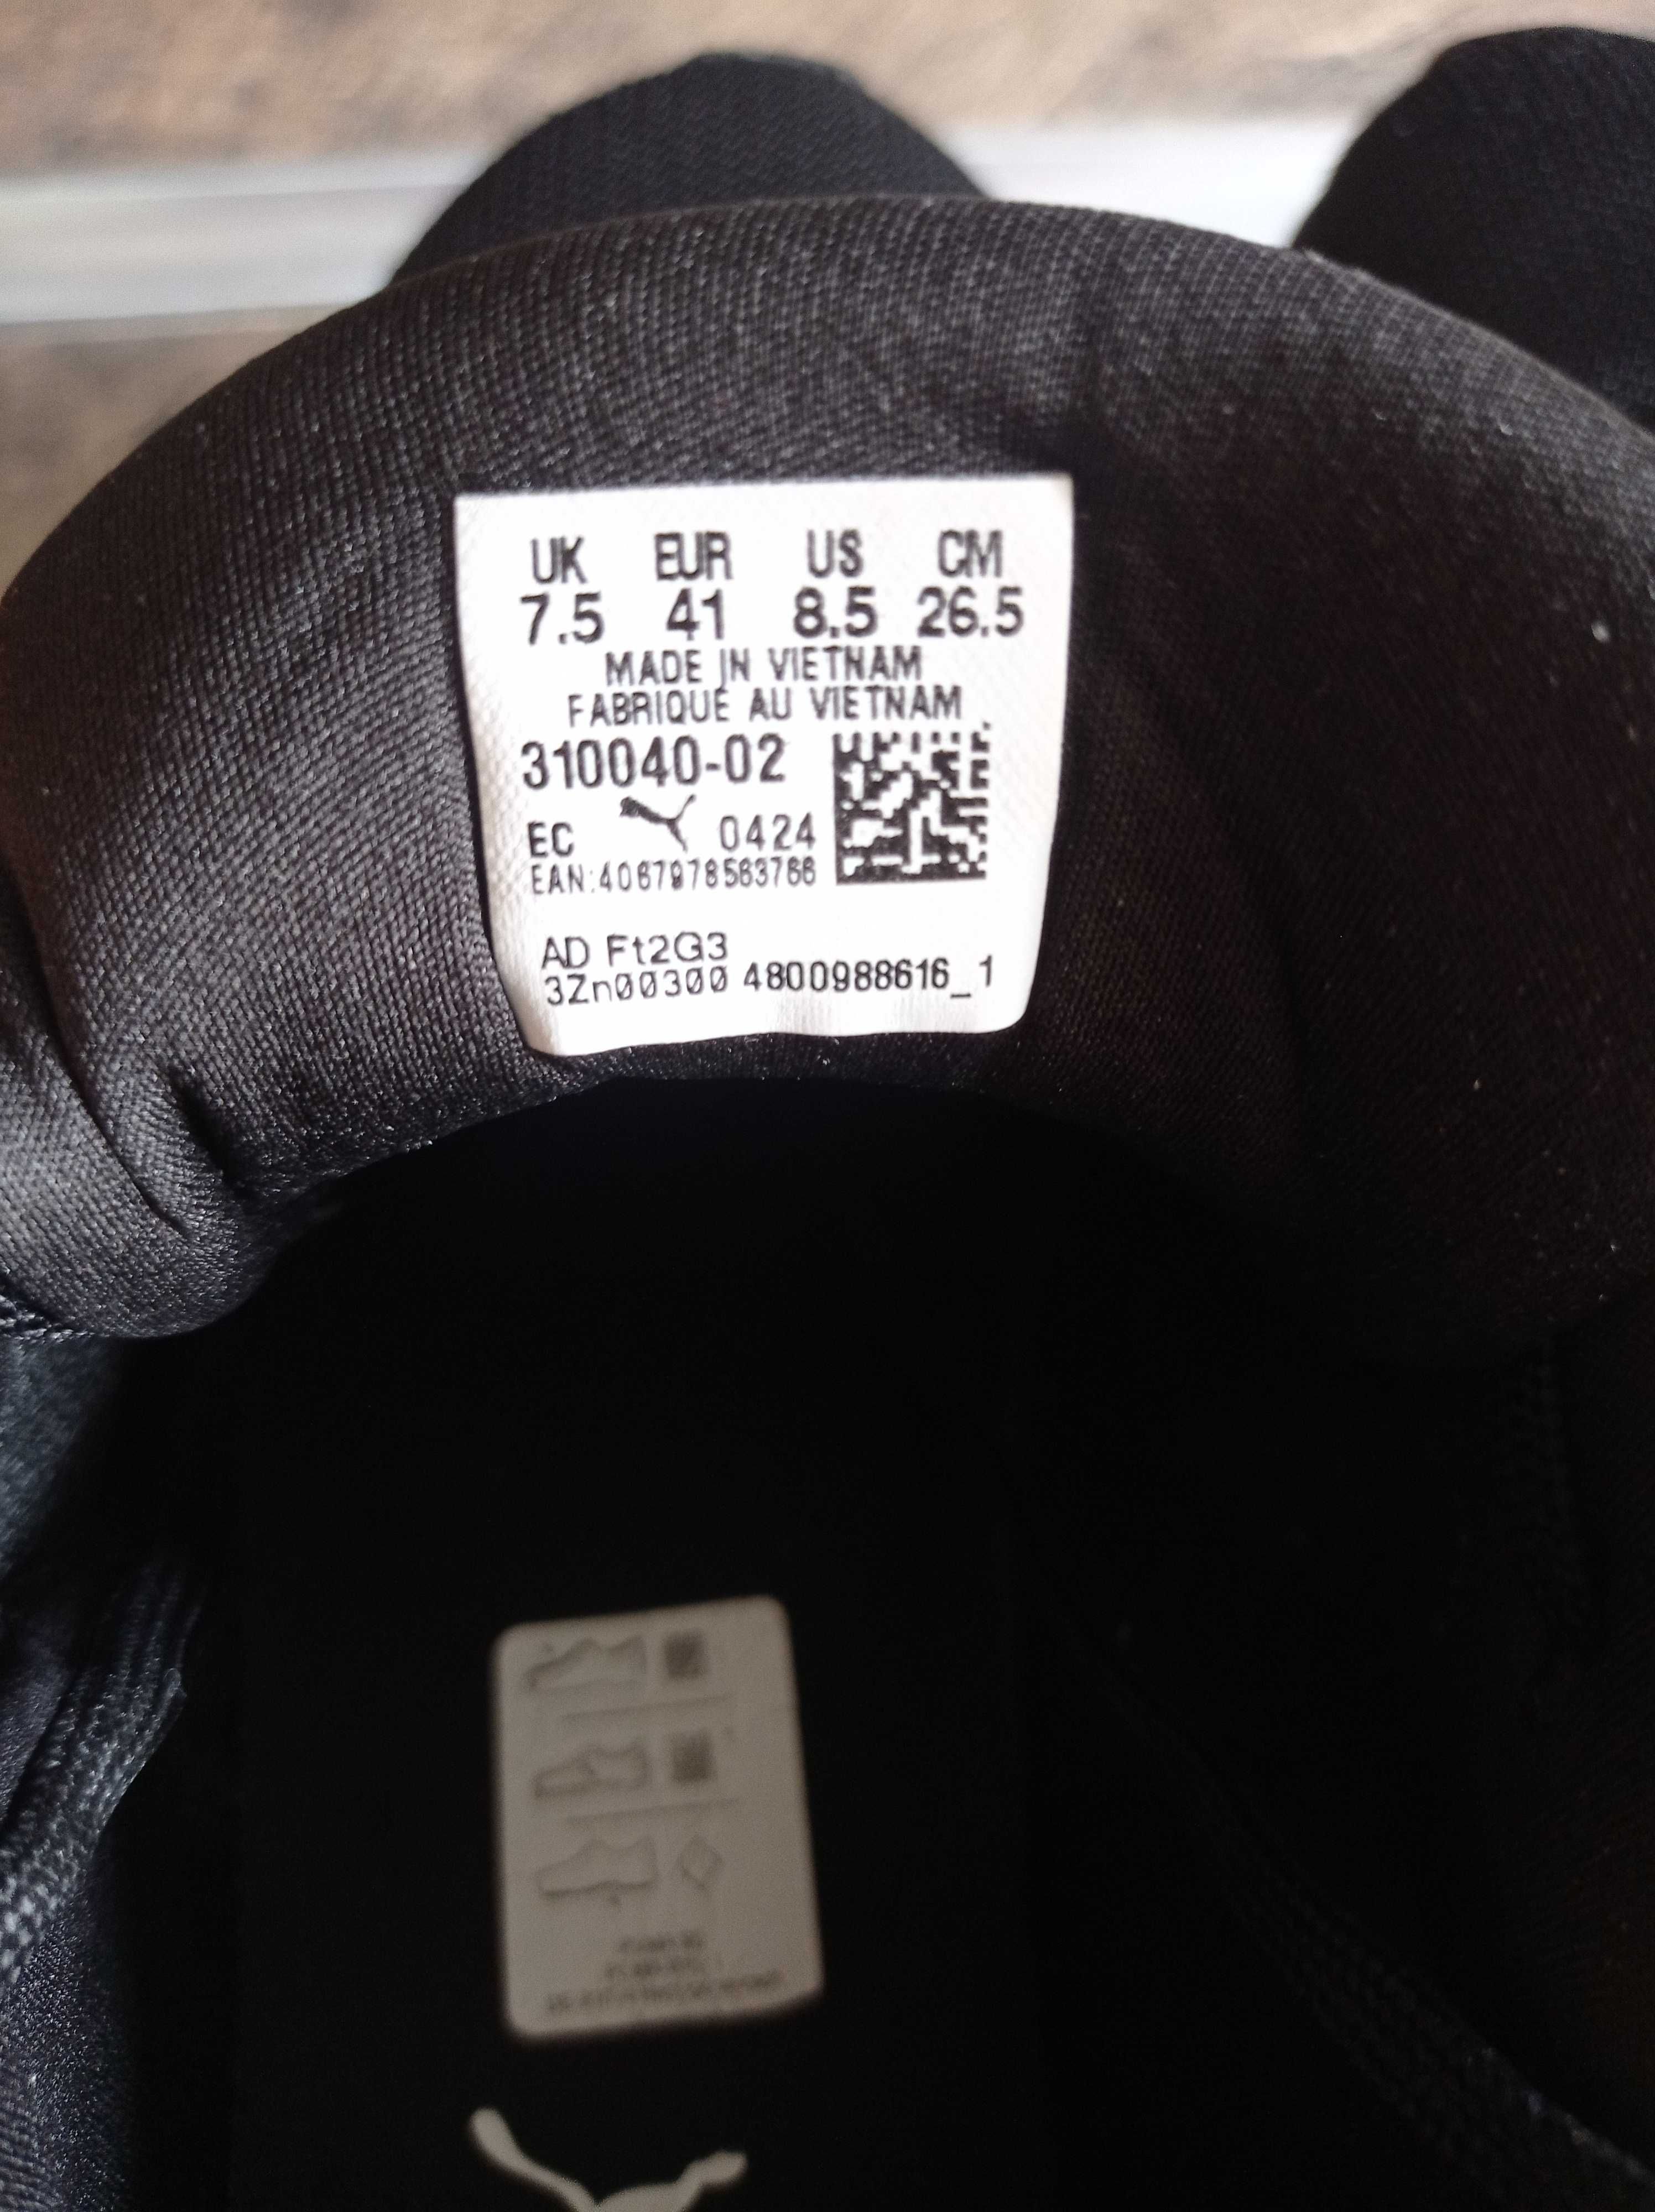 UK EUR US CM
7.5 41 8.5 26.5
MADE IN VIETNAM
FABRIQUÉ AU VIETNAM
310040-02
EC 0424
EAN:4067978563766
AD Ft2G3
3Zn00300 4800988616_1